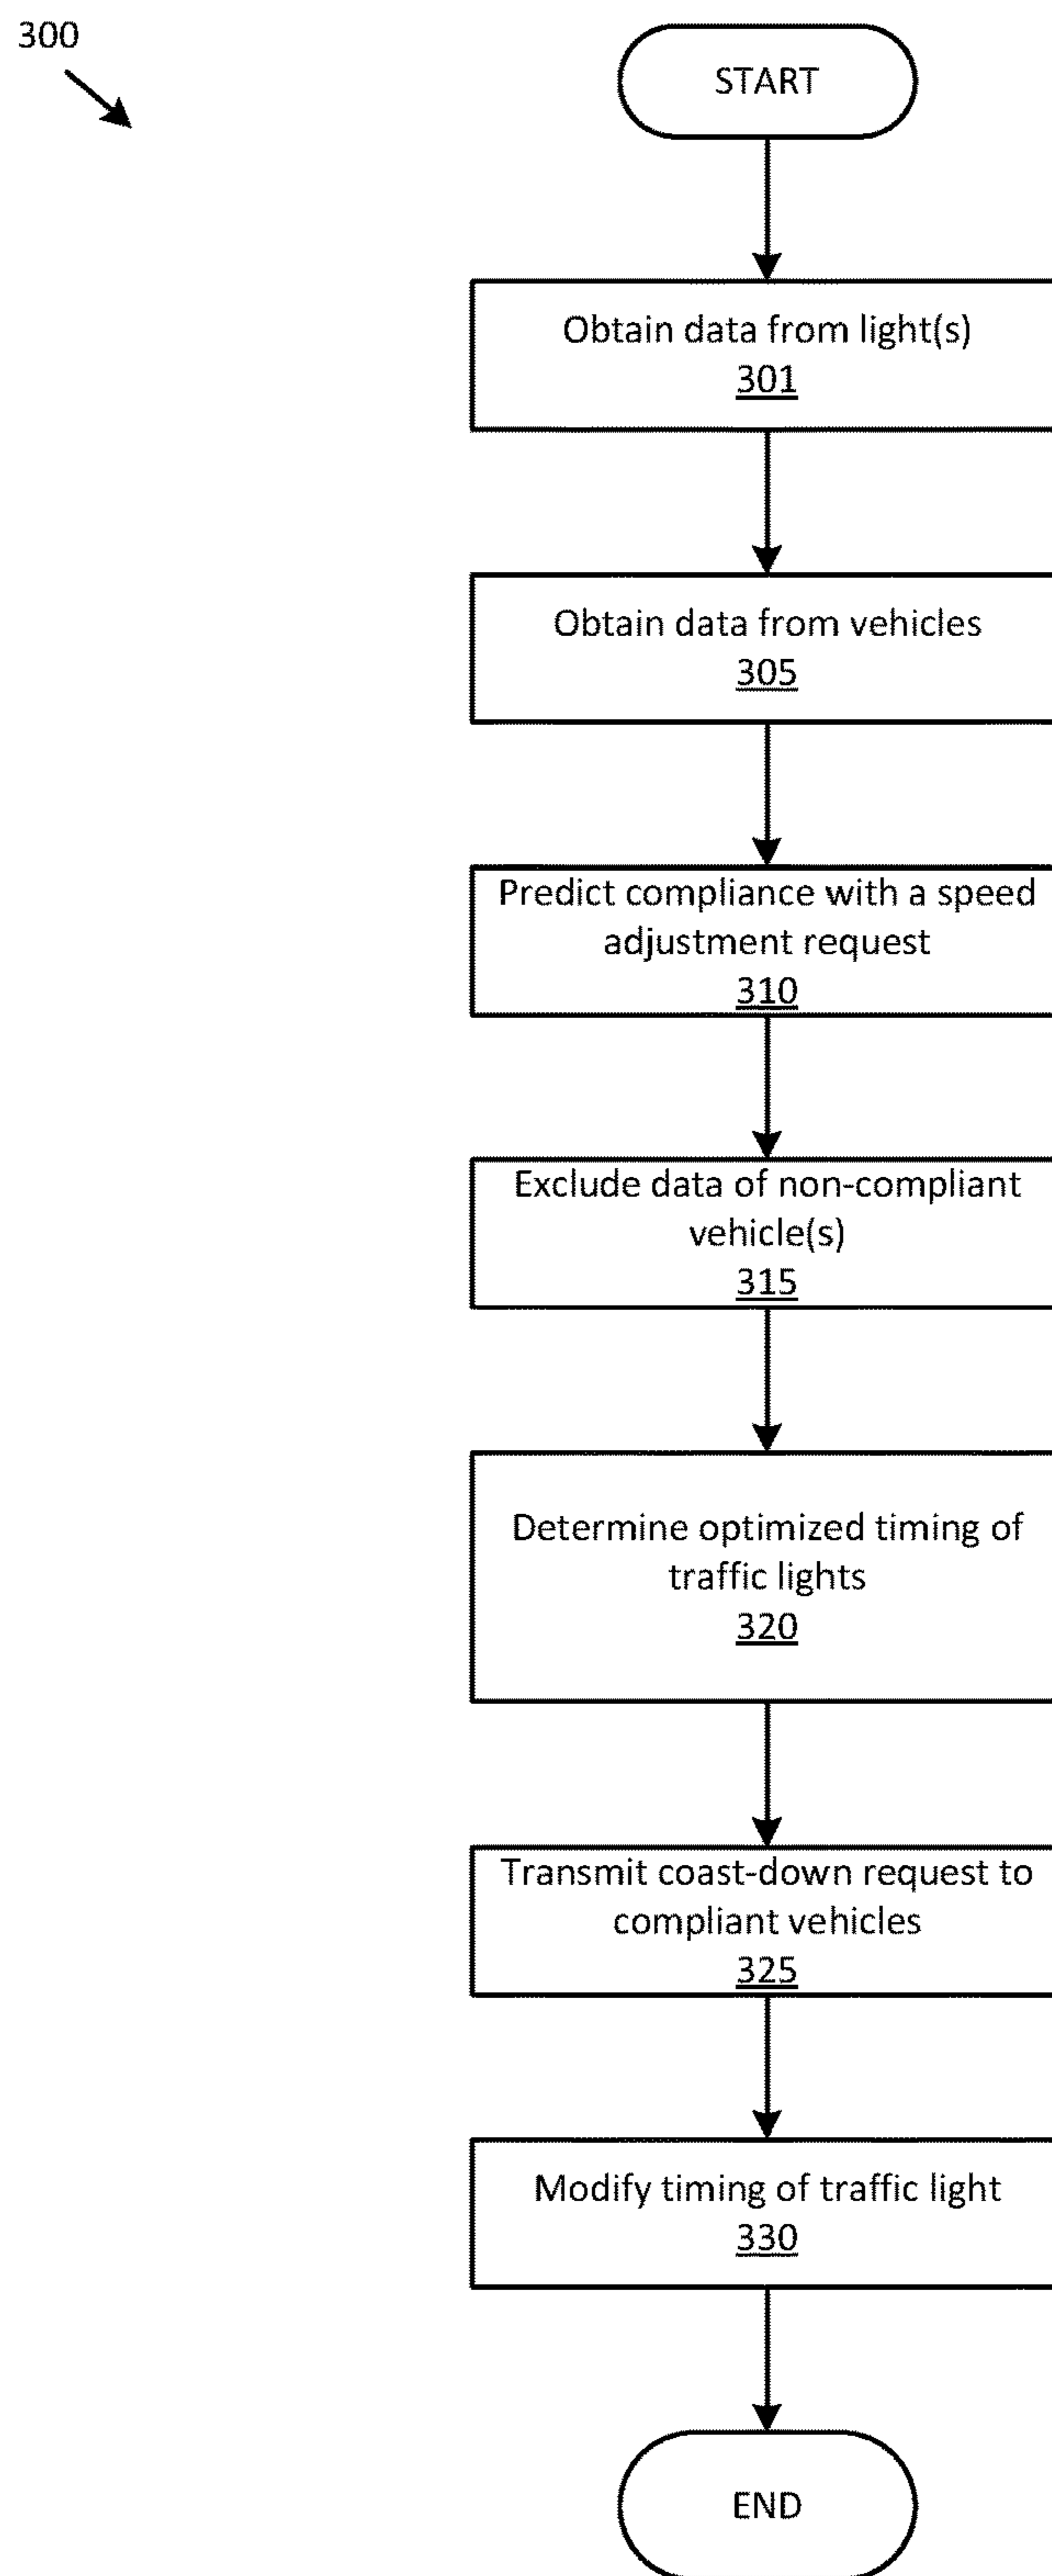 300
START
Obtain data from light(s)
301
Obtain data from vehicles
305
Predict compliance with a speed
adjustment request
310
Exclude data of non-compliant
vehicle(s)
315
Determine optimized timing of
traffic lights
320
Transmit coast-down request to
compliant vehicles
325
Modify timing of traffic light
330
END